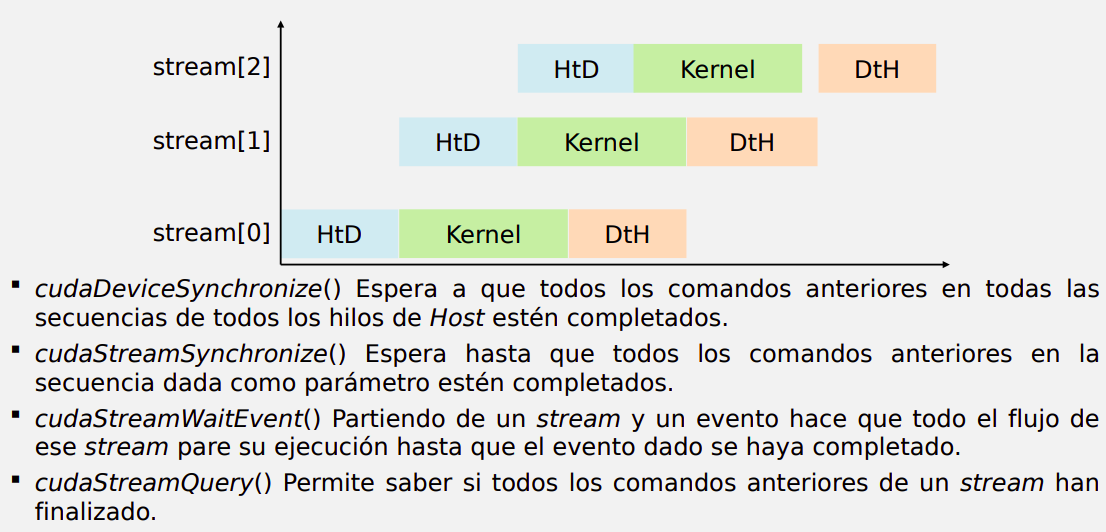 stream[2] HtD Kernel DtH
stream[1] HtD Kernel DtH
stream[0] HtD Kernel DtH
▪ cudaDeviceSynchronize() Espera a que todos los comandos anteriores en todas las
secuencias de todos los hilos de Host estén completados.
▪ cudaStreamSynchronize() Espera hasta que todos los comandos anteriores en la
secuencia dada como parámetro estén completados.
▪ cudaStreamWaitEvent() Partiendo de un stream y un evento hace que todo el flujo de
ese stream pare su ejecución hasta que el evento dado se haya completado.
▪ cudaStreamQuery() Permite saber si todos los comandos anteriores de un stream han
finalizado.